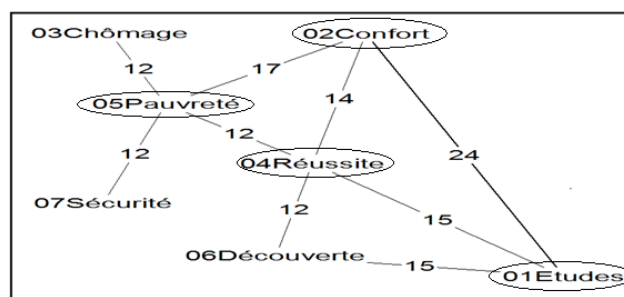 03Chômage
02Confort
12
17
05Pauvreté
14
12
12
24
04Réussite
07Sécurité
12
15
06Découverte
15
01Etudes